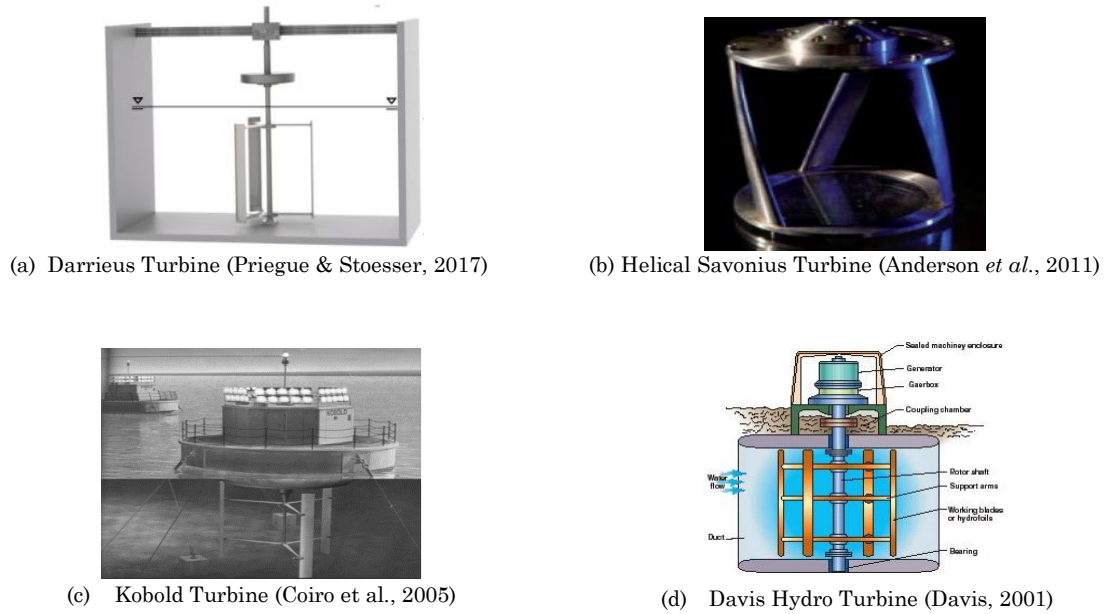 (a) Darrieus Turbine (Priegue & Stoesser, 2017)
(b) Helical Savonius Turbine (Anderson et al., 2011)
KOBOLD
(c) Kobold Turbine (Coiro et al., 2005)
Sealed machiney enclosure
Generator
Gaerbox
Coupling chamber
Water
flow
Rotor shaft
Support arms
Working blades
or hydrofoils
Duct
Bearing
(d) Davis Hydro Turbine (Davis, 2001)